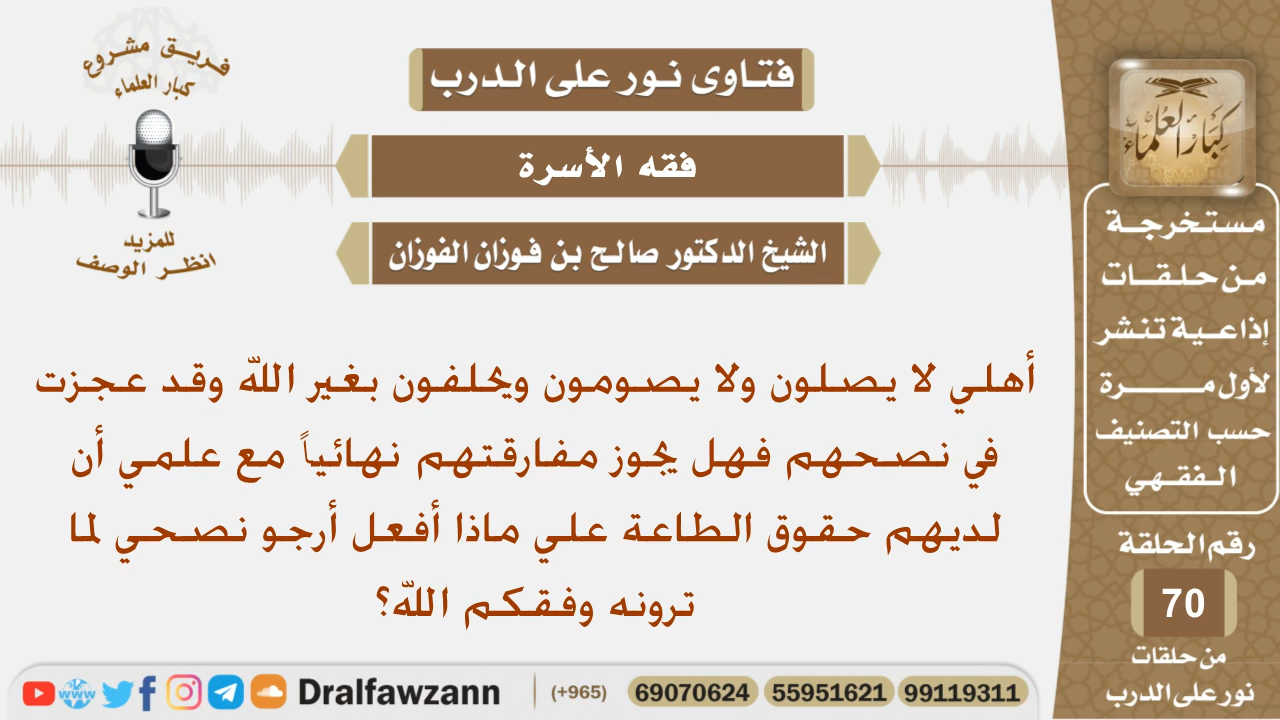 فريق مشروع
كبار العلماء
للمزيد
انظر الوصف
فتاوى نور على الدرب
فقه الأسرة
الشيخ الدكتور صالح بن فوزان الفوزان
أهلي لا يصلون ولا يصومون ويحلفون بغير الله وقد عجزت
في نصحهم فهل يجوز مفارقتهم نهائياً مع علمي أن
لديهم حقوق الطاعة علي ماذا أفعل أرجو نصحي لما
ترونه وفقكم الله؟
كبار العلماء
مستخرجة
من حلقات
إذاعية تنشر
لأول مرة
حسب التصنيف
الفقهي
رقم الحلقة
70
من حلقات
نور على الدرب
www Dralfawzann (+965) 69070624 55951621 99119311